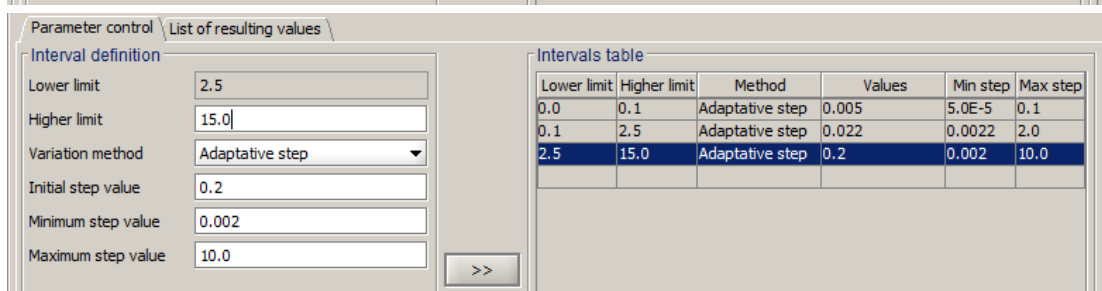 Parameter control List of resulting values
Interval definition
Lower limit 2.5
Higher limit 15.0
Variation method Adaptative step
Initial step value 0.2
Minimum step value 0.002
Maximum step value 10.0
>>
Intervals table
Lower limit Higher limit Method Values Min step Max step
0.0 0.1 Adaptative step 0.005 5.0E-5 0.1
0.1 2.5 Adaptative step 0.022 0.0022 2.0
2.5 15.0 Adaptative step 0.2 0.002 10.0